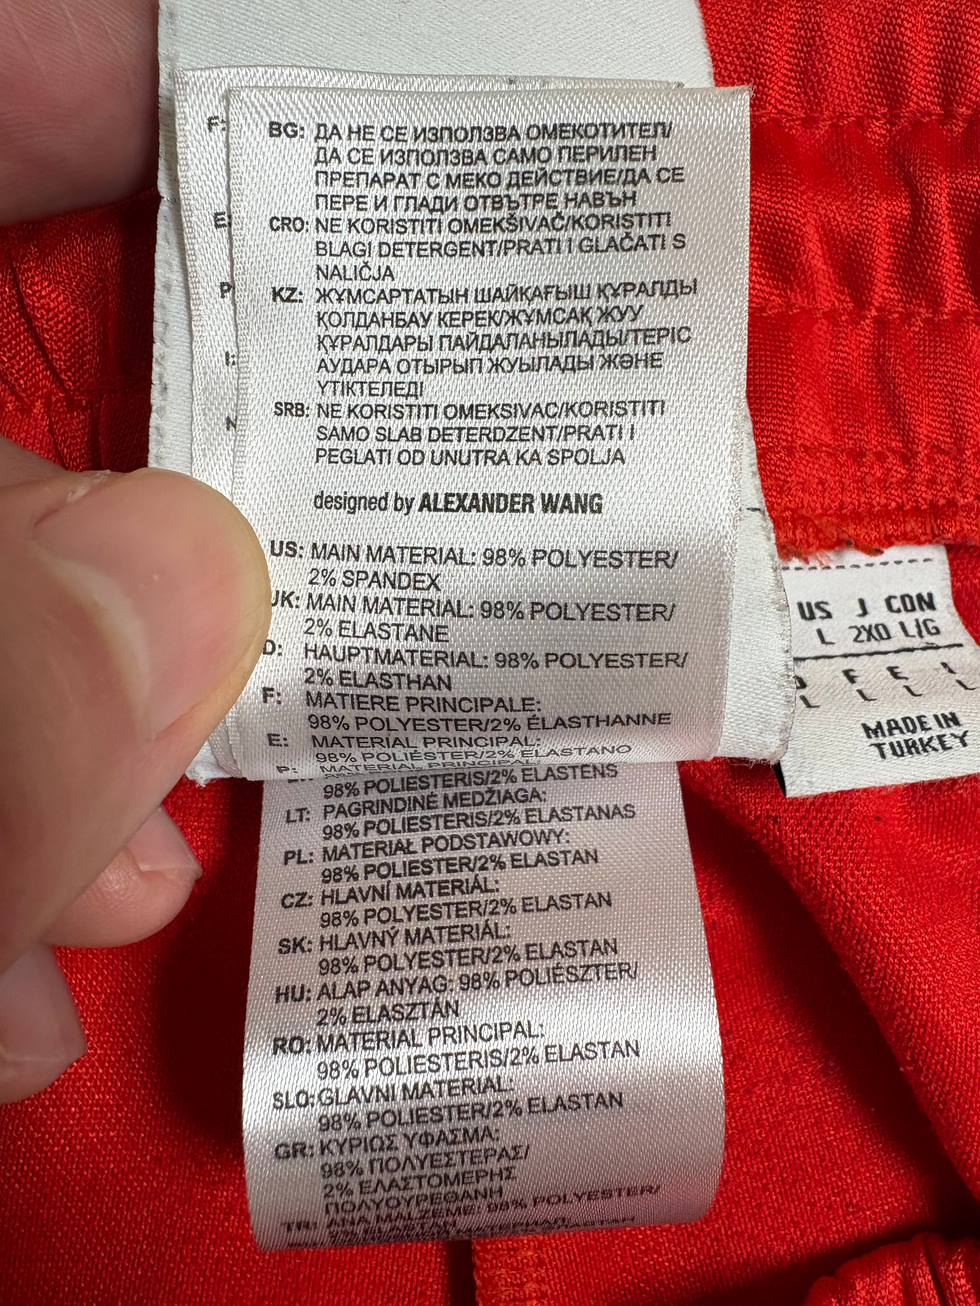 F:
E:
P
I:
N
BG: ДА НЕ СЕ ИЗПОЛЗВА ОМЕКОТИТЕЛ/
ДА СЕ ИЗПОЛЗВА САМО ПЕРИЛЕН
ПРЕПАРАТ С МЕКО ДЕЙСТВИЕ/ДА СЕ
ПЕРЕ И ГЛАДИ ОТВЪТРЕ НАВЪН
CRO: NE KORISTITI OMEKŠIVAČ/KORISTITI
BLAGI DETERGENT/PRATI I GLAČATI S
NALIČJA
KZ: ЖҰМСАРТАТЫН ШАЙҚАҒЫШ ҚҰРАЛДЫ
ҚОЛДАНБАУ КЕРЕК/ЖҰМСАҚ ЖУУ
ҚҰРАЛДАРЫ ПАЙДАЛАНЫЛАДЫ/ТЕРІС
АУДАРА ОТЫРЫП ЖУЫЛАДЫ ЖӘНЕ
ҮТІКТЕЛЕДІ
SRB: NE KORISTITI OMEKSIVAC/KORISTITI
SAMO SLAB DETERDZENT/PRATI I
PEGLATI OD UNUTRA KA SPOLJA
designed by ALEXANDER WANG
US: MAIN MATERIAL: 98% POLYESTER/
2% SPANDEX
UK: MAIN MATERIAL: 98% POLYESTER/
2% ELASTANE
D: HAUPTMATERIAL: 98% POLYESTER/
2% ELASTHAN
F: MATIERE PRINCIPALE:
98% POLYESTER/2% ÉLASTHANNE
E: MATERIAL PRINCIPAL:
98% POLIÉSTER/2% ELASTANO
P: MATERIAL PRINCIPAL:
98% POLIESTERIS/2% ELASTENS
LT: PAGRINDINĖ MEDŽIAGA:
98% POLIESTERIS/2% ELASTANAS
PL: MATERIAŁ PODSTAWOWY:
98% POLIESTER/2% ELASTAN
CZ: HLAVNÍ MATERIÁL:
98% POLYESTER/2% ELASTAN
SK: HLAVNÝ MATERIÁL:
98% POLYESTER/2% ELASTAN
HU: ALAP ANYAG: 98% POLIÉSZTER/
2% ELASZTÁN
RO: MATERIAL PRINCIPAL:
98% POLIESTERIS/2% ELASTAN
SLO: GLAVNI MATERIAL:
98% POLIESTER/2% ELASTAN
GR: ΚΥΡΙΩΣ ΥΦΑΣΜΑ:
98% ΠΟΛΥΕΣΤΕΡΑΣ/
2% ΕΛΑΣΤΟΜΕΡΗΣ
ΠΟΛΥΟΥΡΕΘΑΝΗ
TR: ANA MALZEME: 98% POLYESTER/
US J CDN
L 2XO L/G
F E I
L L L L
MADE IN
TURKEY